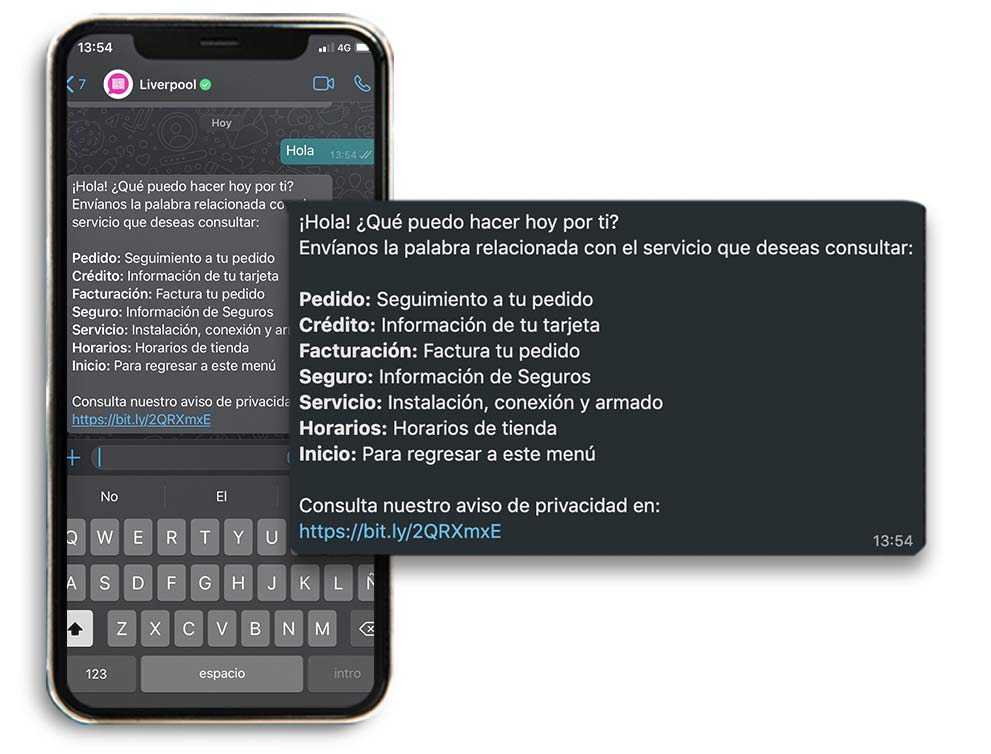 13:54
4G
7
Liverpool
Hoy
Hola
13:54
¡Hola! ¿Qué puedo hacer hoy por ti?
Envíanos la palabra relacionada co
servicio que deseas consultar:
Pedido: Seguimiento a tu pedido
Crédito: Información de tu tarjeta
Facturación: Factura tu pedido
Seguro: Información de Seguros
Servicio: Instalación, conexión y ar
Horarios: Horarios de tienda
Inicio: Para regresar a este menú
Consulta nuestro aviso de privacida
https://bit.ly/2QRXmxE
No
El
Q W E R T Y U
A S D F G H J K L Ñ
Z X C V B N M
123
espacio
intro
¡Hola! ¿Qué puedo hacer hoy por ti?
Envíanos la palabra relacionada con el servicio que deseas consultar:
Pedido: Seguimiento a tu pedido
Crédito: Información de tu tarjeta
Facturación: Factura tu pedido
Seguro: Información de Seguros
Servicio: Instalación, conexión y armado
Horarios: Horarios de tienda
Inicio: Para regresar a este menú
Consulta nuestro aviso de privacidad en:
https://bit.ly/2QRXmxE
13:54